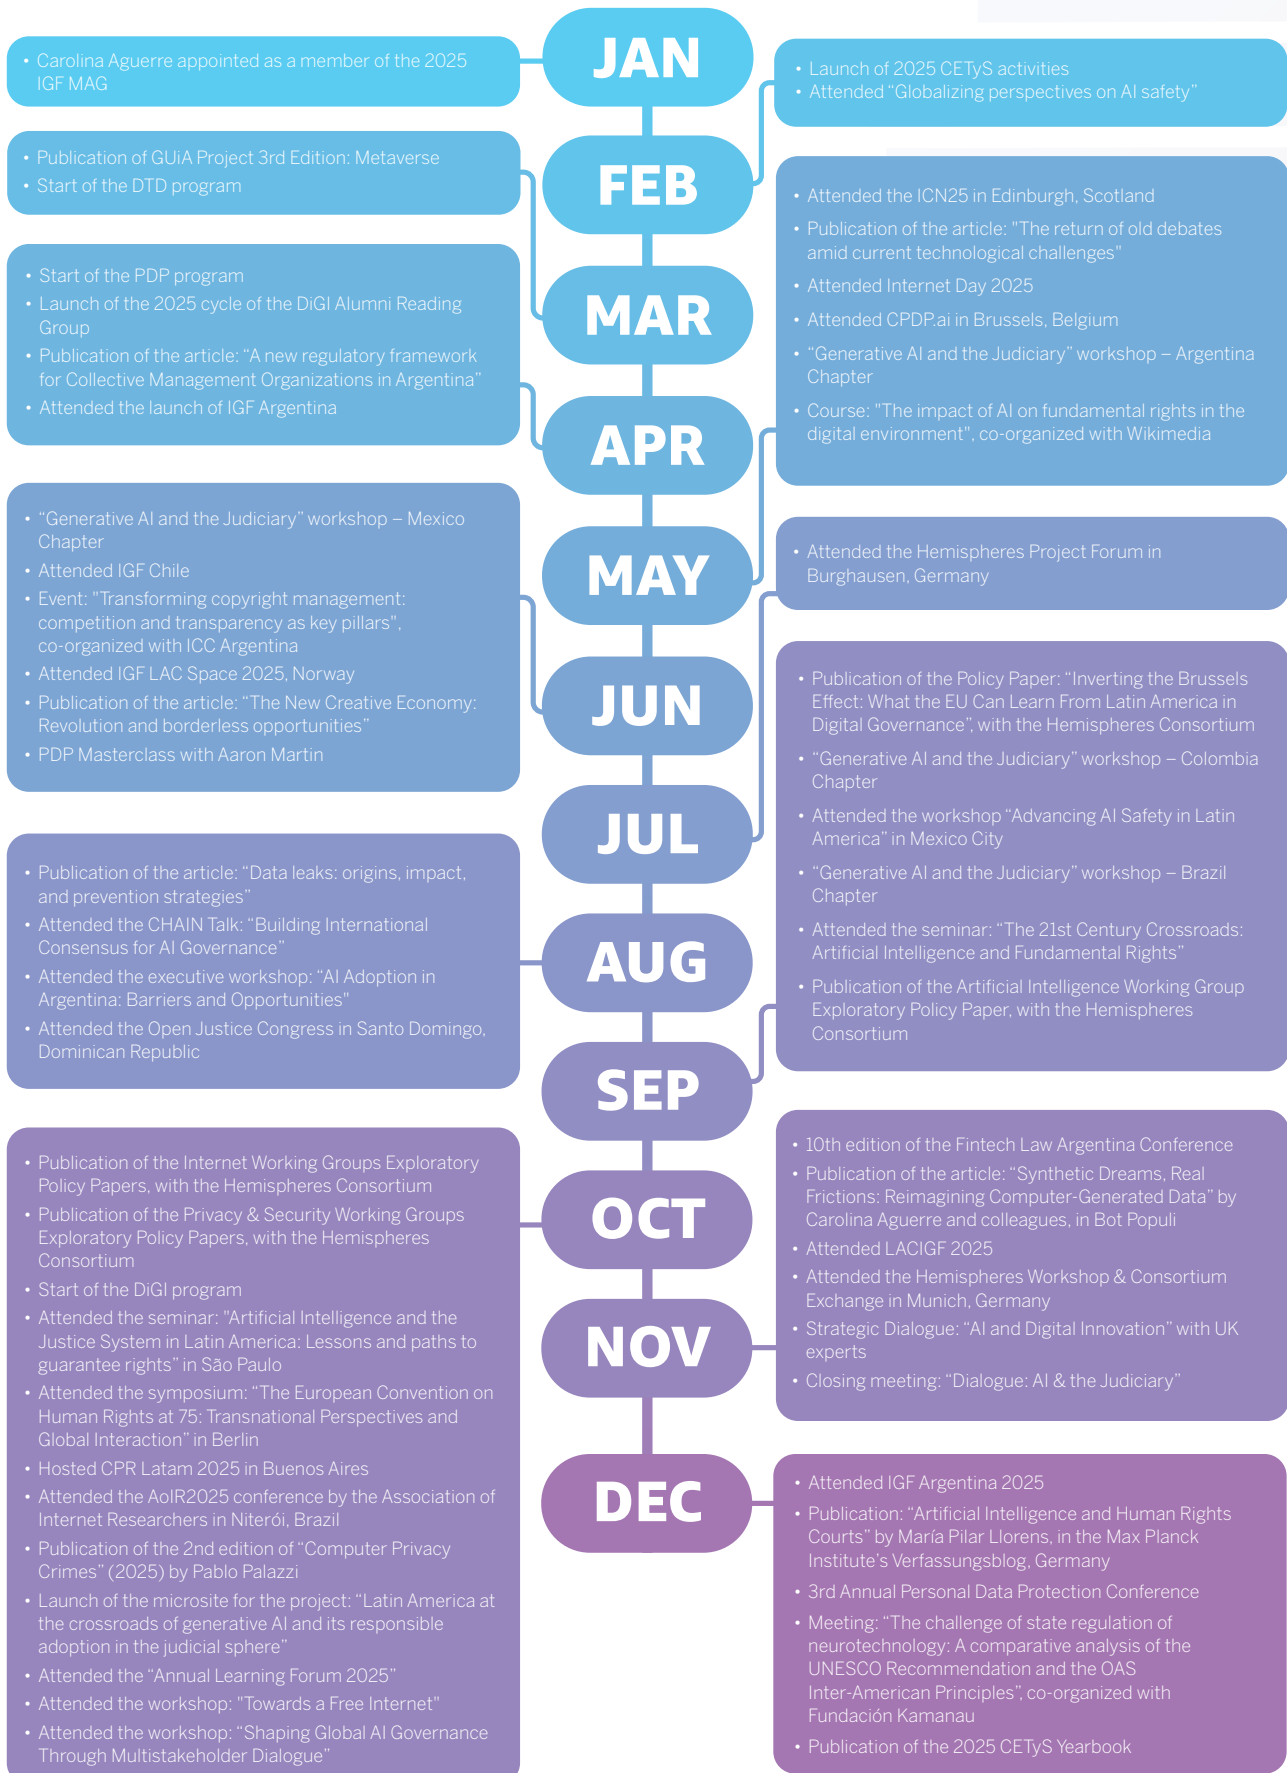 JAN
• Carolina Aguerre appointed as a member of the 2025
IGF MAG
FEB
• Launch of 2025 CETyS activities
• Attended “Globalizing perspectives on AI safety”
MAR
• Publication of GUiA Project 3rd Edition: Metaverse
• Start of the DTD program
APR
• Start of the PDP program
• Launch of the 2025 cycle of the DiGI Alumni Reading
Group
• Publication of the article: “A new regulatory framework
for Collective Management Organizations in Argentina”
• Attended the launch of IGF Argentina
MAY
• Attended the ICN25 in Edinburgh, Scotland
• Publication of the article: "The return of old debates
amid current technological challenges"
• Attended Internet Day 2025
• Attended CPDP.ai in Brussels, Belgium
• “Generative AI and the Judiciary” workshop – Argentina
Chapter
• Course: "The impact of AI on fundamental rights in the
digital environment", co-organized with Wikimedia
JUN
• “Generative AI and the Judiciary” workshop – Mexico
Chapter
• Attended IGF Chile
• Event: "Transforming copyright management:
competition and transparency as key pillars",
co-organized with ICC Argentina
• Attended IGF LAC Space 2025, Norway
• Publication of the article: “The New Creative Economy:
Revolution and borderless opportunities”
• PDP Masterclass with Aaron Martin
JUL
• Attended the Hemispheres Project Forum in
Burghausen, Germany
AUG
• Publication of the article: “Data leaks: origins, impact,
and prevention strategies”
• Attended the CHAIN Talk: “Building International
Consensus for AI Governance”
• Attended the executive workshop: “AI Adoption in
Argentina: Barriers and Opportunities"
• Attended the Open Justice Congress in Santo Domingo,
Dominican Republic
SEP
• Publication of the Policy Paper: “Inverting the Brussels
Effect: What the EU Can Learn From Latin America in
Digital Governance”, with the Hemispheres Consortium
• “Generative AI and the Judiciary” workshop – Colombia
Chapter
• Attended the workshop “Advancing AI Safety in Latin
America” in Mexico City
• “Generative AI and the Judiciary” workshop – Brazil
Chapter
• Attended the seminar: “The 21st Century Crossroads:
Artificial Intelligence and Fundamental Rights”
• Publication of the Artificial Intelligence Working Group
Exploratory Policy Paper, with the Hemispheres
Consortium
OCT
• Publication of the Internet Working Groups Exploratory
Policy Papers, with the Hemispheres Consortium
• Publication of the Privacy & Security Working Groups
Exploratory Policy Papers, with the Hemispheres
Consortium
• Start of the DiGI program
• Attended the seminar: "Artificial Intelligence and the
Justice System in Latin America: Lessons and paths to
guarantee rights” in São Paulo
• Attended the symposium: “The European Convention on
Human Rights at 75: Transnational Perspectives and
Global Interaction” in Berlin
• Hosted CPR Latam 2025 in Buenos Aires
• Attended the AoIR2025 conference by the Association of
Internet Researchers in Niterói, Brazil
• Publication of the 2nd edition of “Computer Privacy
Crimes” (2025) by Pablo Palazzi
• Launch of the microsite for the project: “Latin America at
the crossroads of generative AI and its responsible
adoption in the judicial sphere”
• Attended the “Annual Learning Forum 2025”
• Attended the workshop: "Towards a Free Internet"
• Attended the workshop: “Shaping Global AI Governance
Through Multistakeholder Dialogue”
NOV
• 10th edition of the Fintech Law Argentina Conference
• Publication of the article: “Synthetic Dreams, Real
Frictions: Reimagining Computer-Generated Data” by
Carolina Aguerre and colleagues, in Bot Populi
• Attended LACIGF 2025
• Attended the Hemispheres Workshop & Consortium
Exchange in Munich, Germany
• Strategic Dialogue: “AI and Digital Innovation” with UK
experts
• Closing meeting: “Dialogue: AI & the Judiciary”
DEC
• Attended IGF Argentina 2025
• Publication: “Artificial Intelligence and Human Rights
Courts” by María Pilar Llorens, in the Max Planck
Institute’s Verfassungsblog, Germany
• 3rd Annual Personal Data Protection Conference
• Meeting: “The challenge of state regulation of
neurotechnology: A comparative analysis of the
UNESCO Recommendation and the OAS
Inter-American Principles”, co-organized with
Fundación Kamanau
• Publication of the 2025 CETyS Yearbook